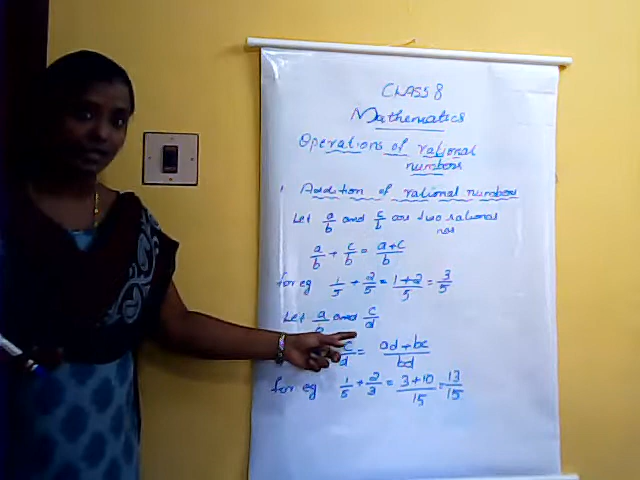 CLASS 8
Mathematics
Operations of rational
numbers
1. Addition of rational numbers
Let a/b and c/b are two rational
nos
a/b + c/b = a+c/b
for eg 1/5 + 2/5 = 1+2/5 = 3/5
Let a/b and c/d
c/d = ad+bc/bd
for eg 1/5 + 2/3 = 3+10/15 = 13/15